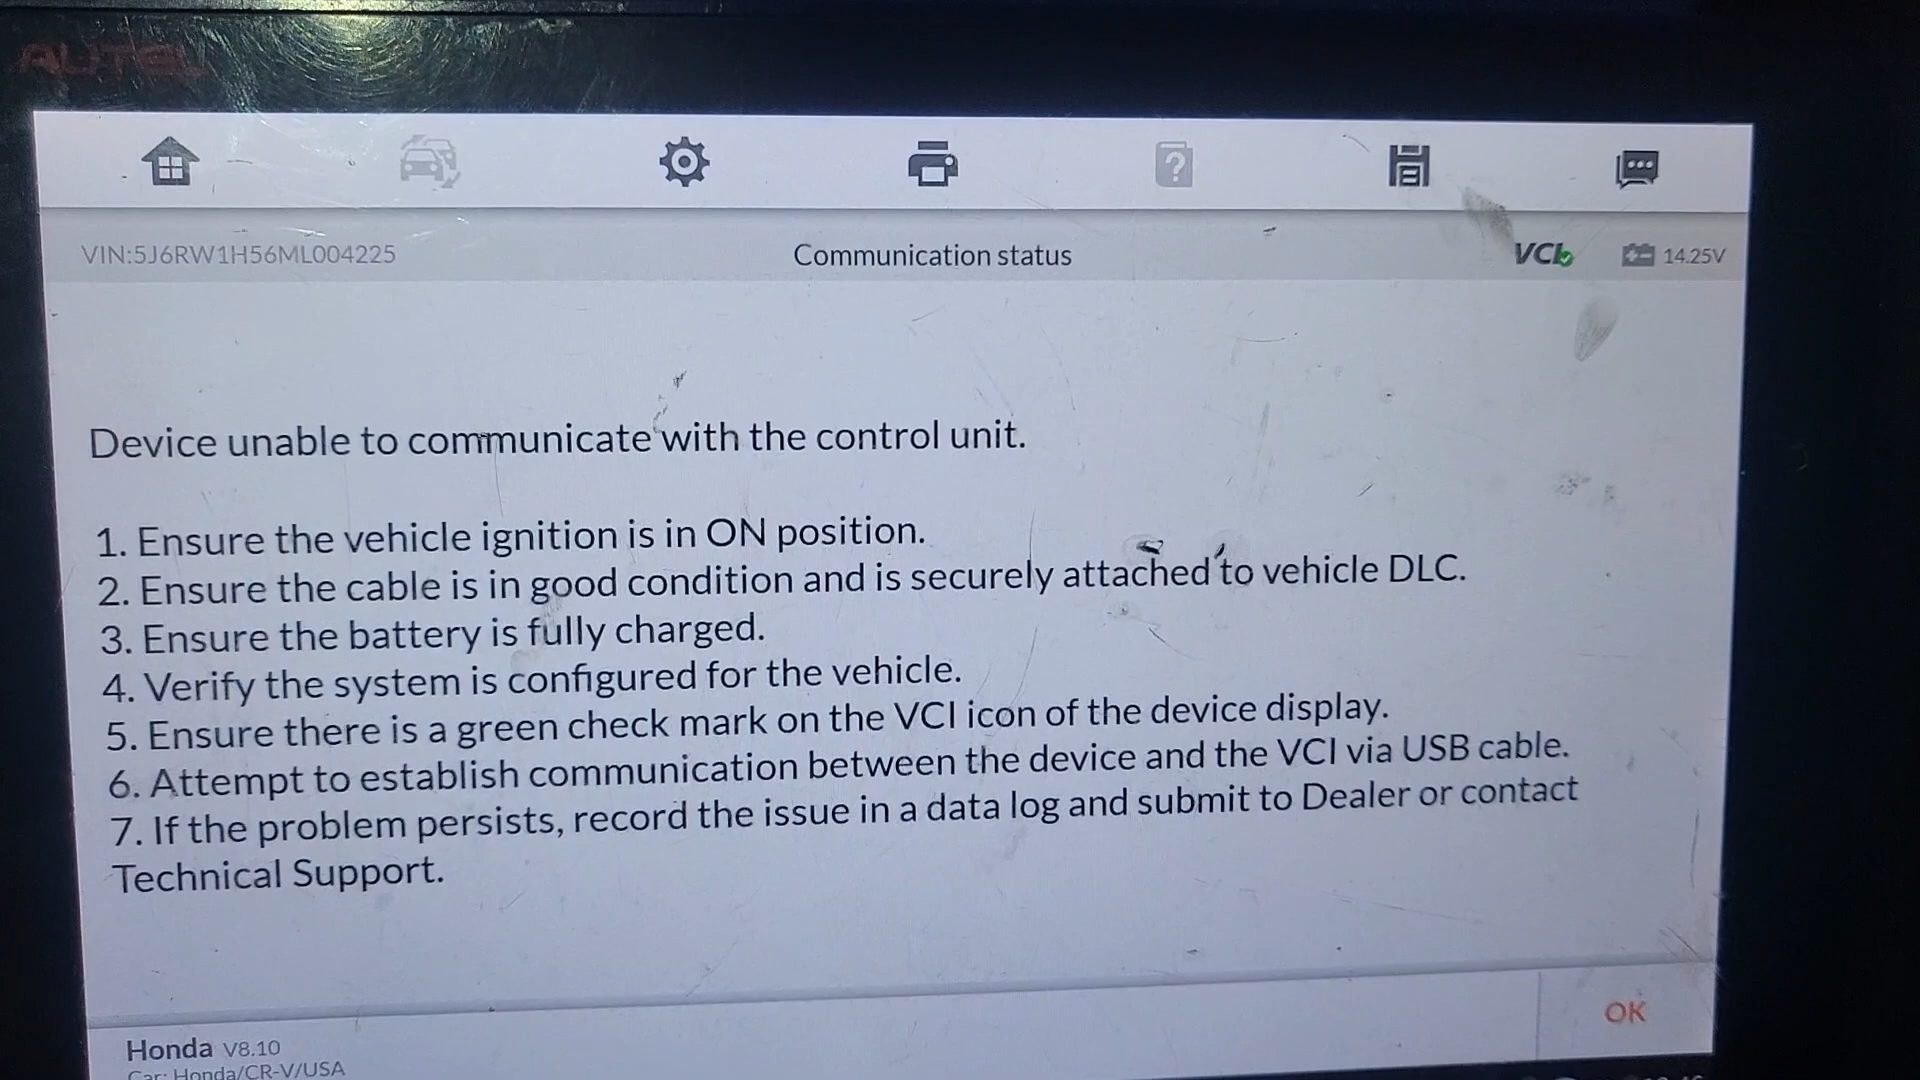 AUTEL
VIN:5J6RW1H56ML004225
Communication status
VCI
14.25V
Device unable to communicate with the control unit.
1. Ensure the vehicle ignition is in ON position.
2. Ensure the cable is in good condition and is securely attached to vehicle DLC.
3. Ensure the battery is fully charged.
4. Verify the system is configured for the vehicle.
5. Ensure there is a green check mark on the VCI icon of the device display.
6. Attempt to establish communication between the device and the VCI via USB cable.
7. If the problem persists, record the issue in a data log and submit to Dealer or contact
Technical Support.
OK
Honda V8.10
Car: Honda/CR-V/USA